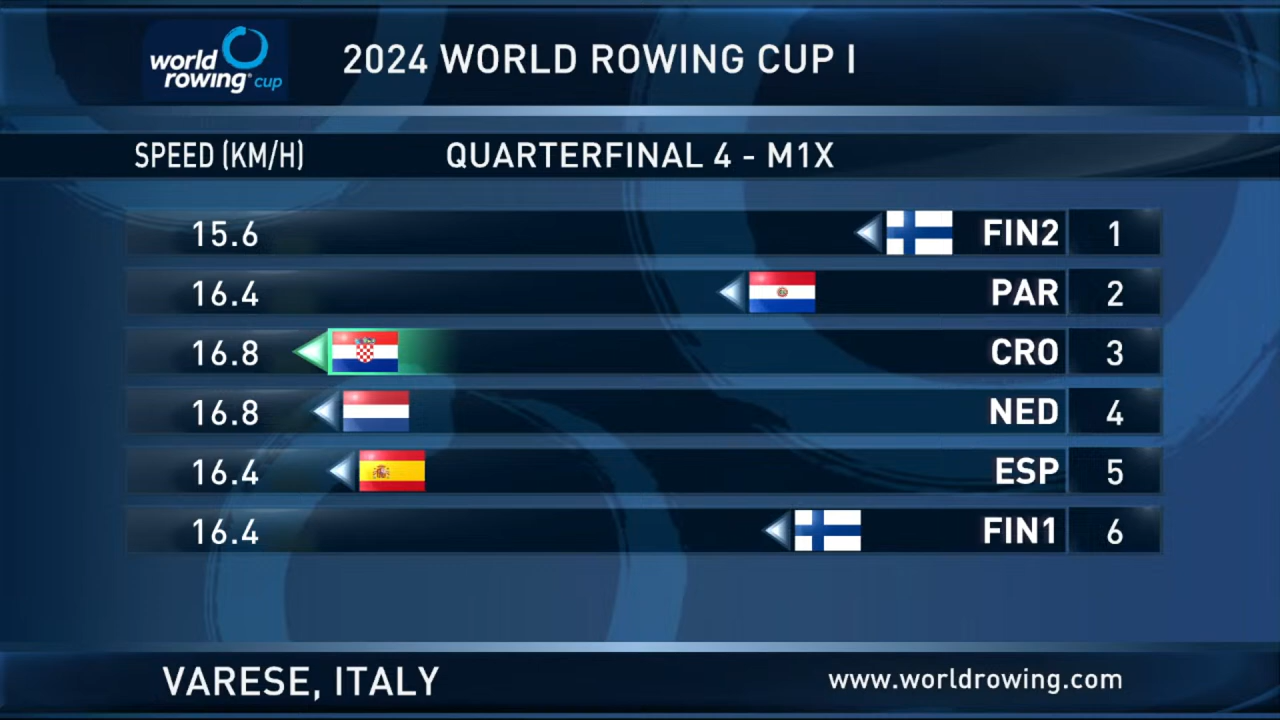 world rowing cup
2024 WORLD ROWING CUP I
SPEED (KM/H) QUARTERFINAL 4 - M1X
15.6 FIN2 1
16.4 PAR 2
16.8 CRO 3
16.8 NED 4
16.4 ESP 5
16.4 FIN1 6
VARESE, ITALY www.worldrowing.com